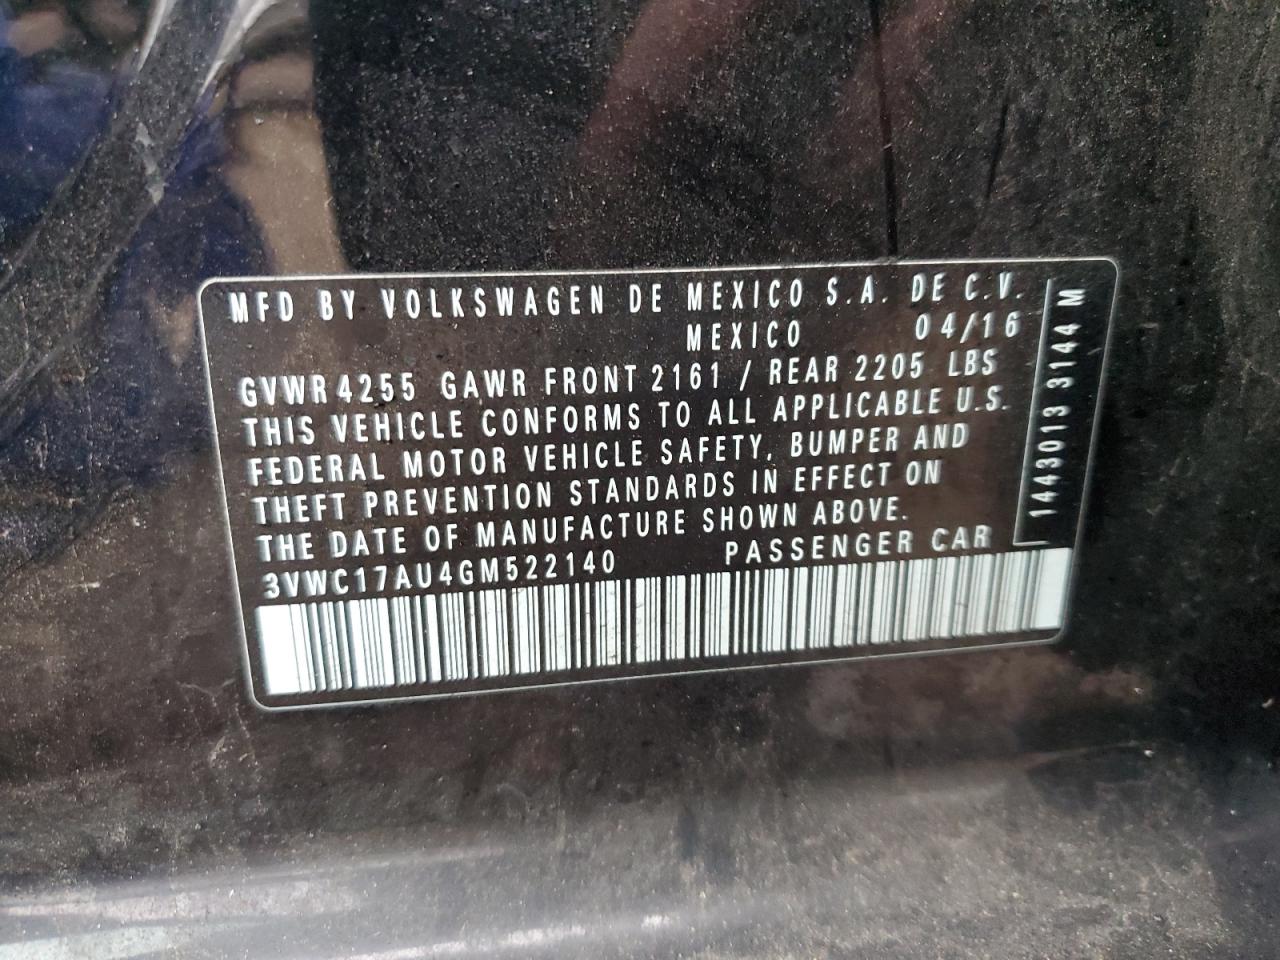 MFD BY VOLKSWAGEN DE MEXICO S.A. DE C.V.
MEXICO 04/16
GVWR 4255 GAWR FRONT 2161 / REAR 2205 LBS
THIS VEHICLE CONFORMS TO ALL APPLICABLE U.S.
FEDERAL MOTOR VEHICLE SAFETY, BUMPER AND
THEFT PREVENTION STANDARDS IN EFFECT ON
THE DATE OF MANUFACTURE SHOWN ABOVE.
3VWC17AU4GM522140 PASSENGER CAR
1443013 3144 M